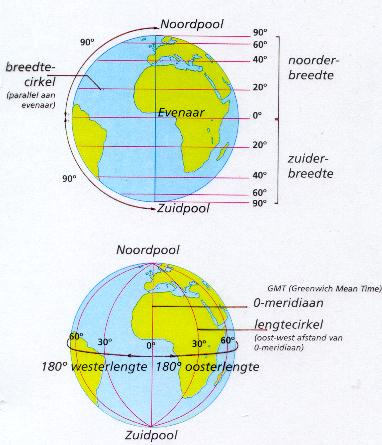 Noordpool
90°
90°
60°
40°
20°
0°
20°
40°
60°
90°
90°
breedte-
cirkel
(parallel aan
evenaar)
Evenaar
noorder-
breedte
zuider-
breedte
Zuidpool
Noordpool
GMT (Greenwich Mean Time)
0-meridiaan
lengtecirkel
(oost-west afstand van
0-meridiaan)
60° 30° 0° 30° 60°
180° westerlengte 180° oosterlengte
Zuidpool